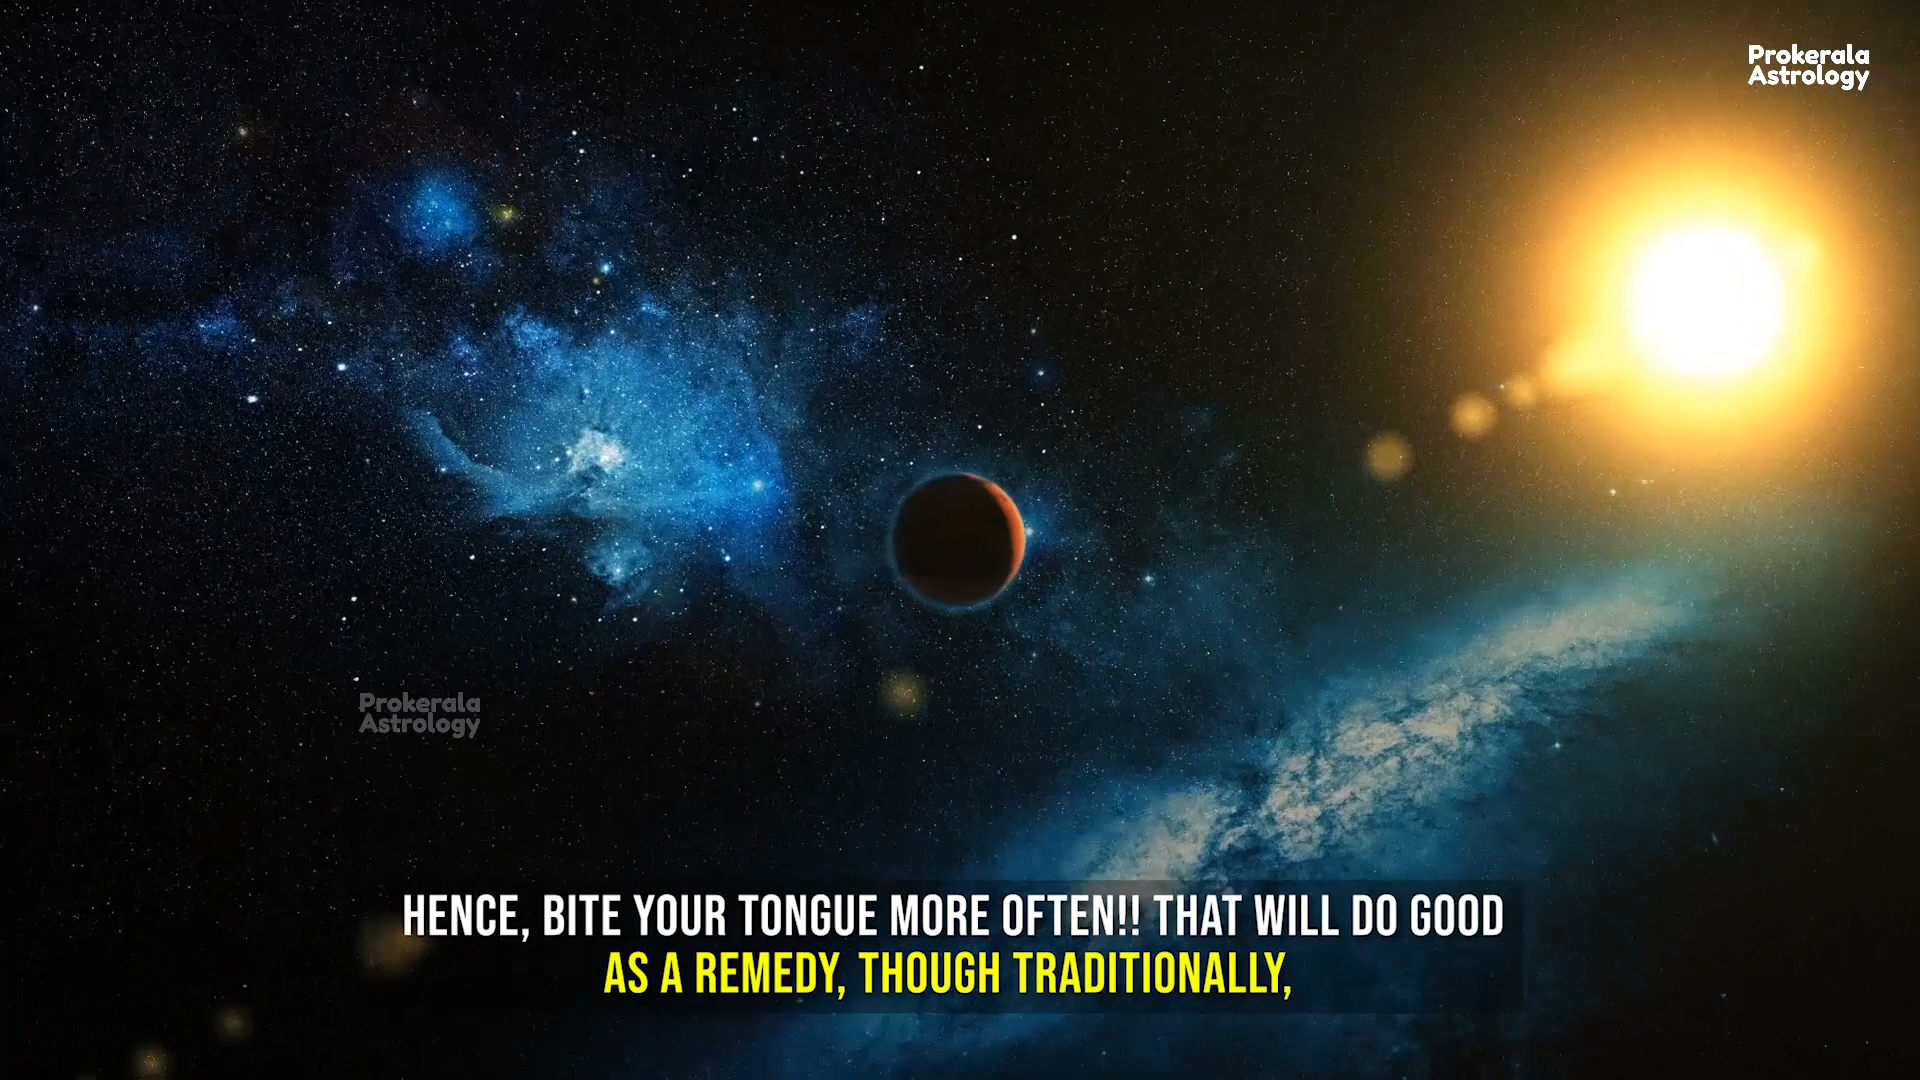 Prokerala
Astrology
Prokerala
Astrology
HENCE, BITE YOUR TONGUE MORE OFTEN!! THAT WILL DO GOOD
AS A REMEDY, THOUGH TRADITIONALLY,